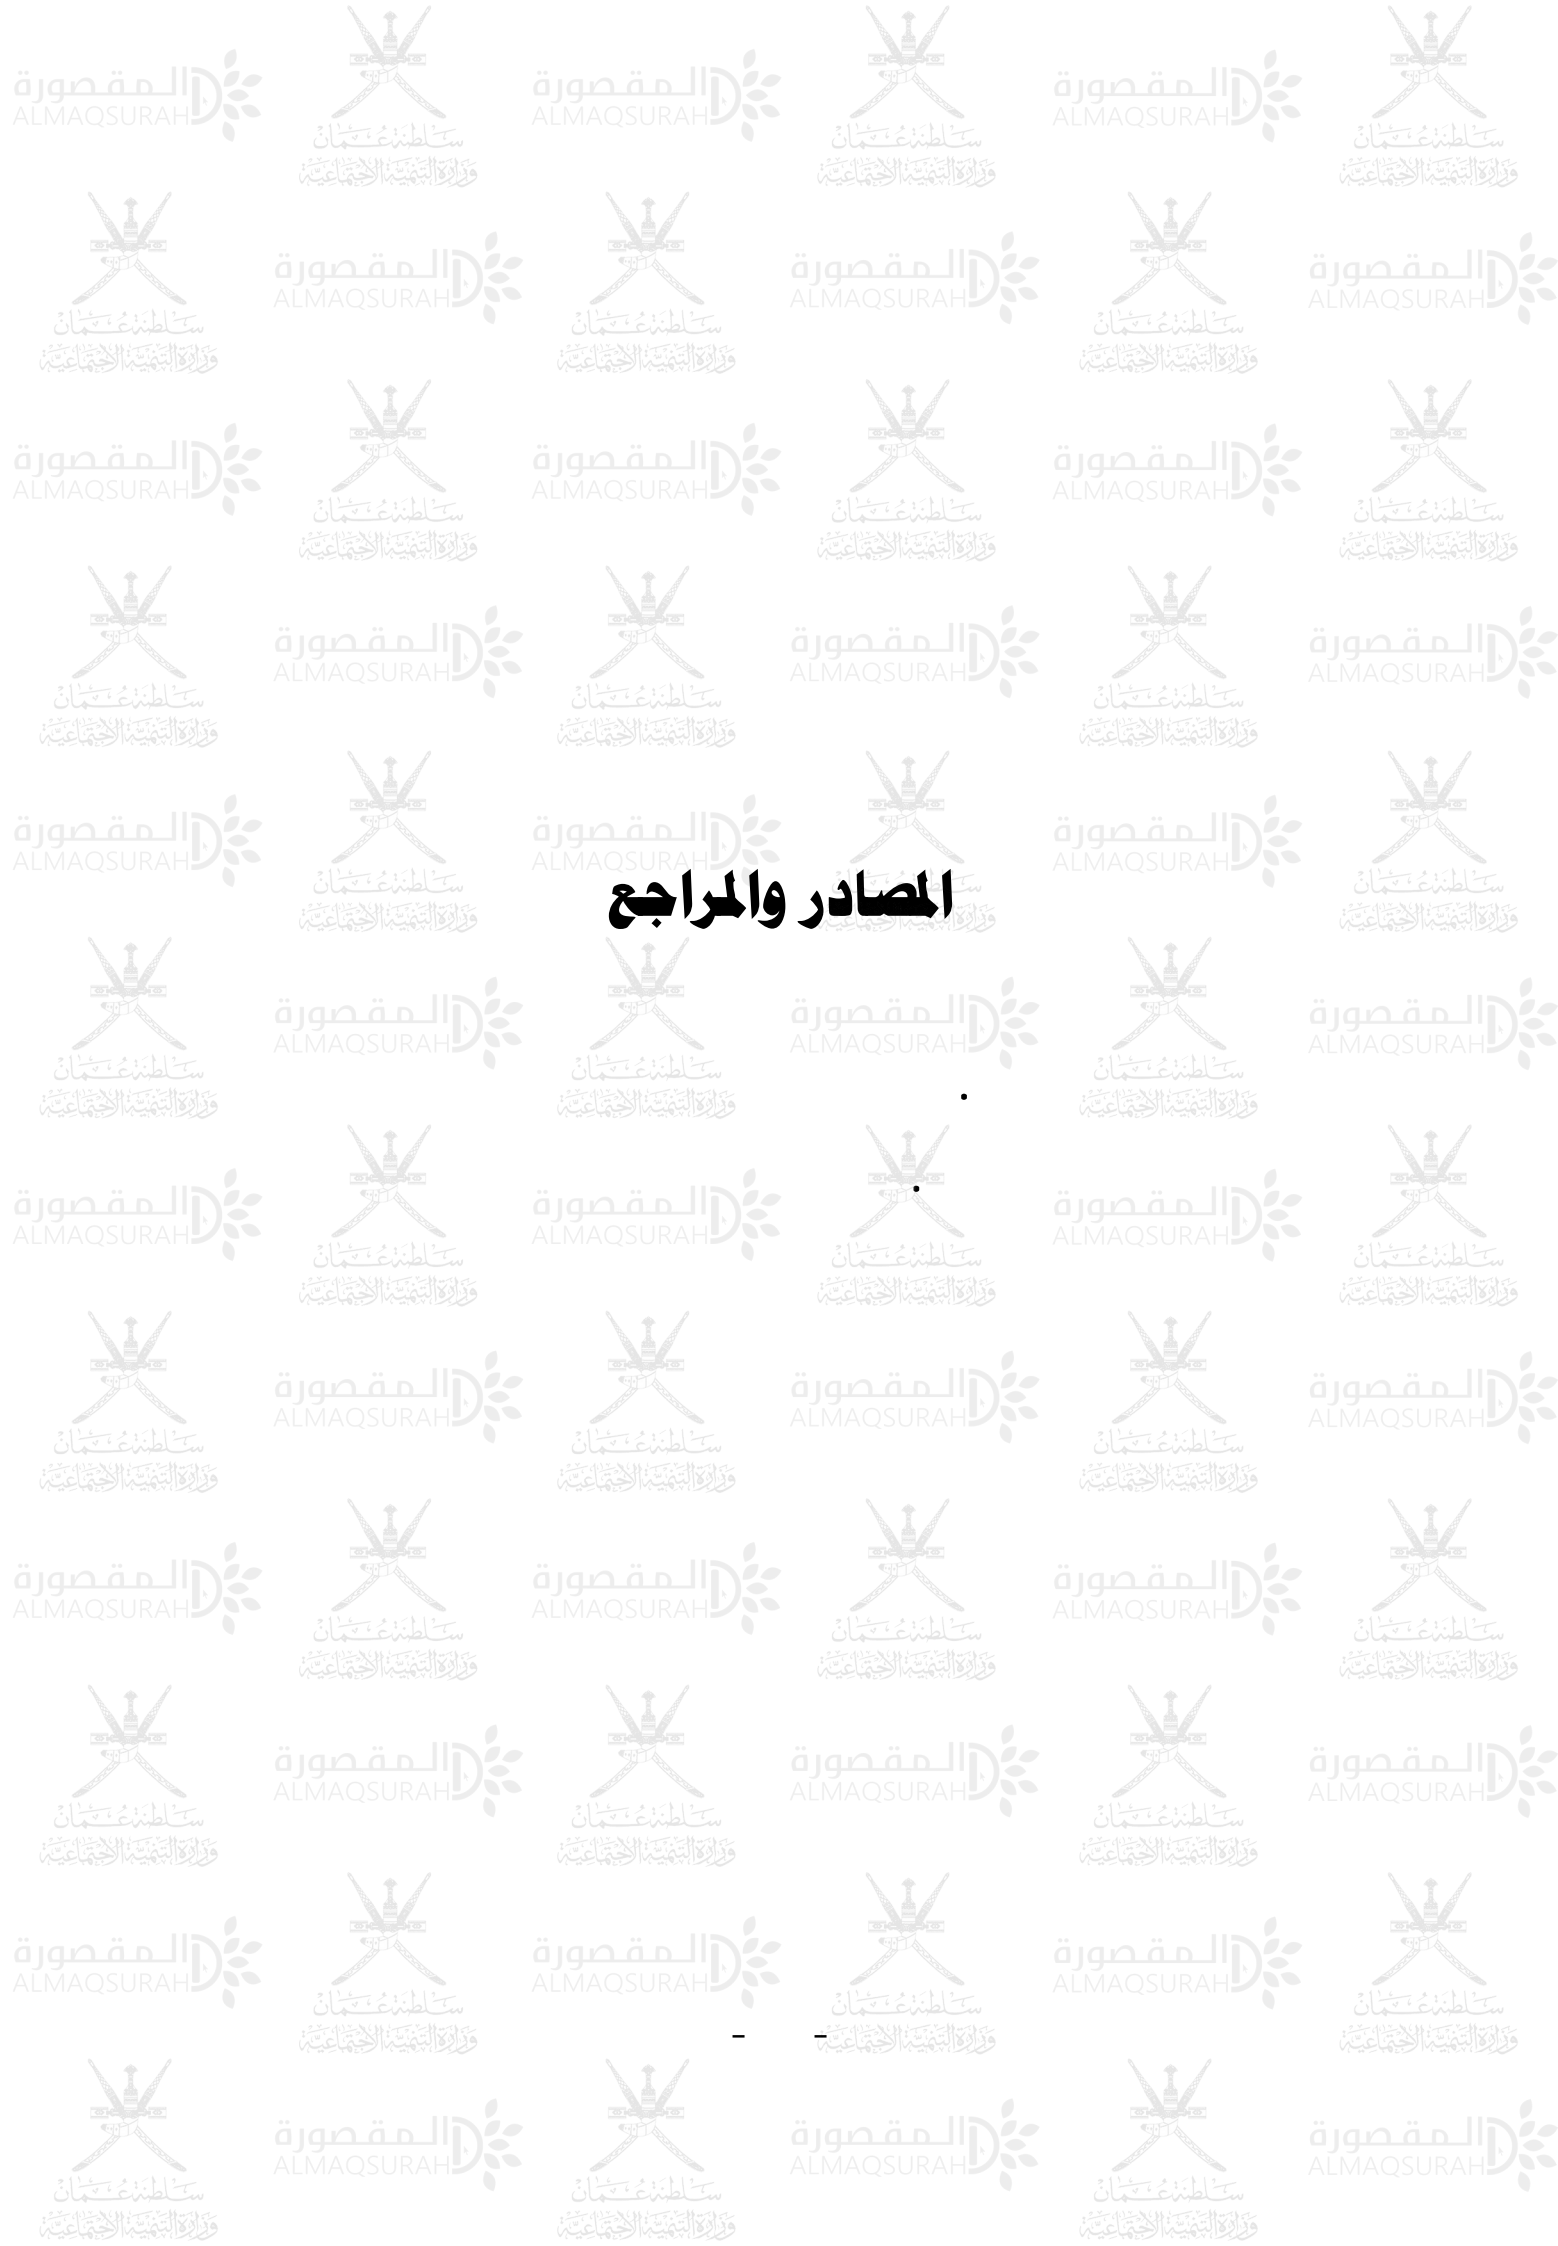 المصادر والمراجع
.
.
- -